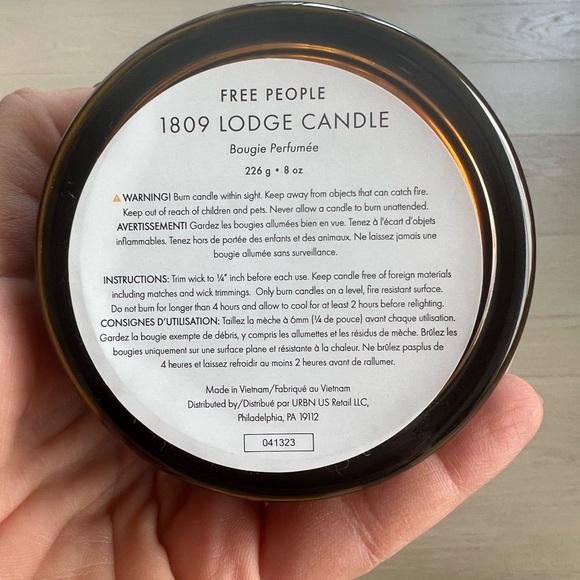 FREE PEOPLE
1809 LODGE CANDLE
Bougie Perfumée
226 g • 8 oz
WARNING! Burn candle within sight. Keep away from objects that can catch fire.
Keep out of reach of children and pets. Never allow a candle to burn unattended.
AVERTISSEMENT! Gardez les bougies allumées bien en vue. Tenez à l'écart d'objets
inflammables. Tenez hors de portée des enfants et des animaux. Ne laissez jamais une
bougie allumée sans surveillance.
INSTRUCTIONS: Trim wick to ¼" inch before each use. Keep candle free of foreign materials
including matches and wick trimmings. Only burn candles on a level, fire resistant surface.
Do not burn for longer than 4 hours and allow to cool for at least 2 hours before relighting.
CONSIGNES D'UTILISATION: Taillez la mèche à 6mm (¼ de pouce) avant chaque utilisation.
Gardez la bougie exempte de débris, y compris les allumettes et les résidus de mèche. Brûlez les
bougies uniquement sur une surface plane et résistante à la chaleur. Ne brûlez pasplus de
4 heures et laissez refroidir au moins 2 heures avant de rallumer.
Made in Vietnam/Fabriqué au Vietnam
Distributed by/Distribué par URBN US Retail LLC,
Philadelphia, PA 19112
041323